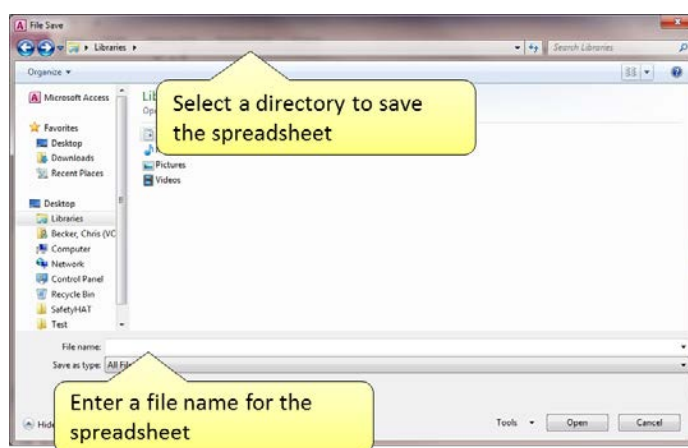 File Save
Libraries
Search Libraries
Organize
Microsoft Access
Favorites
Desktop
Downloads
Recent Places
Desktop
Libraries
Becker, Chris (VO
Computer
Network
Control Panel
Recycle Bin
SafetyHAT
Test
Select a directory to save
the spreadsheet
Pictures
Videos
File name:
Save as type: All
Enter a file name for the
spreadsheet
Tools
Open
Cancel